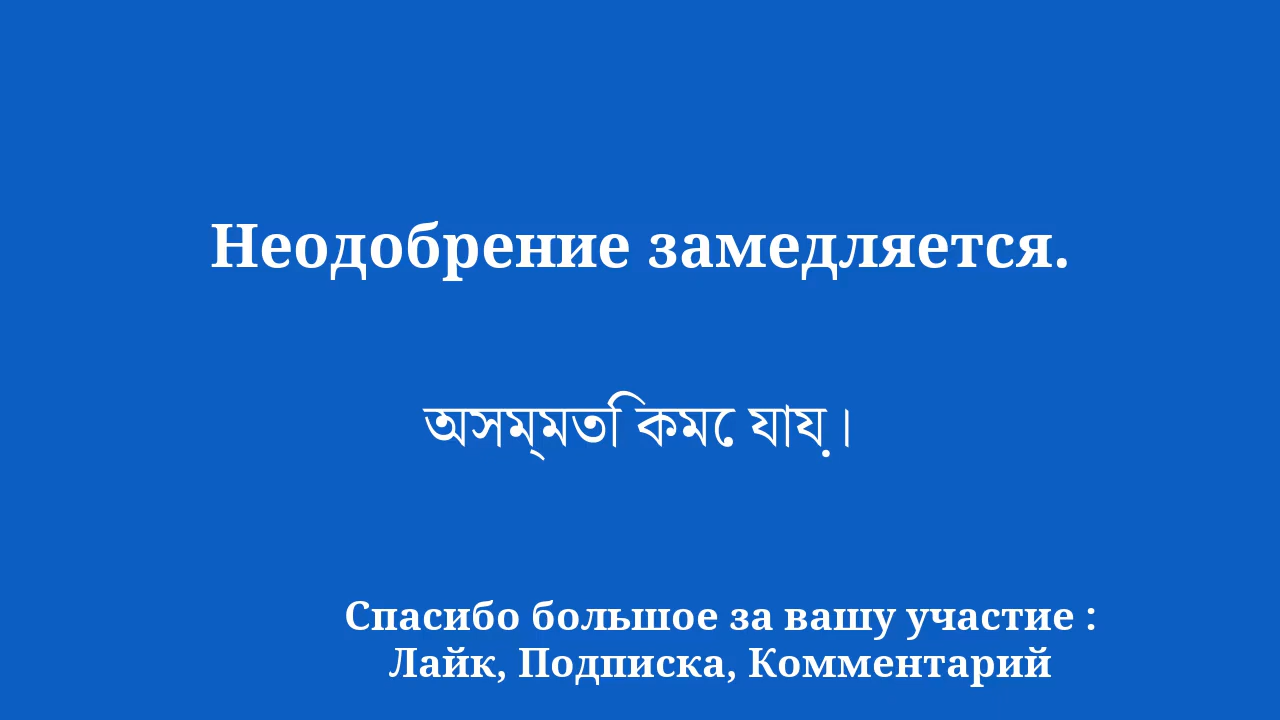 Неодобрение замедляется.
অসম্মতি কমে যায়।
Спасибо большое за вашу участие :
Лайк, Подписка, Комментарий